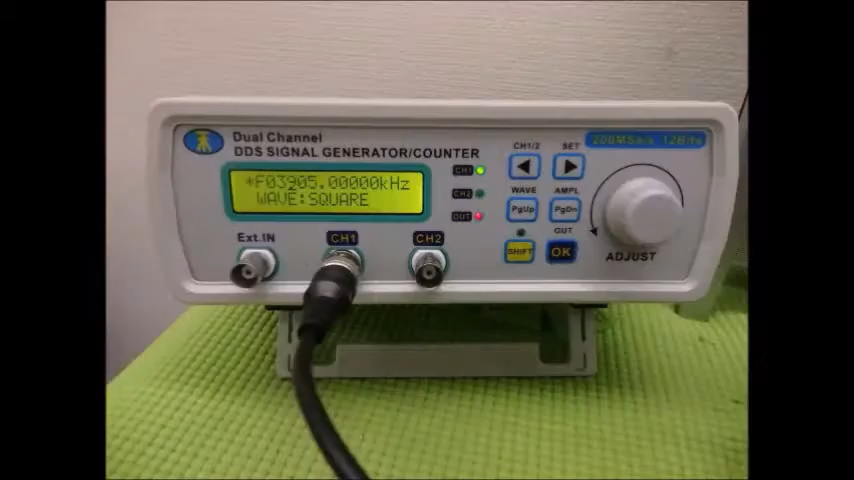 Dual Channel
DDS SIGNAL GENERATOR/COUNTER
200MSa/s 12Bits
*F03905.00000kHz
WAVE:SQUARE
CH1
CH2
OUT
CH1/2 SET
WAVE AMPL
PgUp PgDn
OUT
SHIFT OK
ADJUST
Ext.IN CH1 CH2